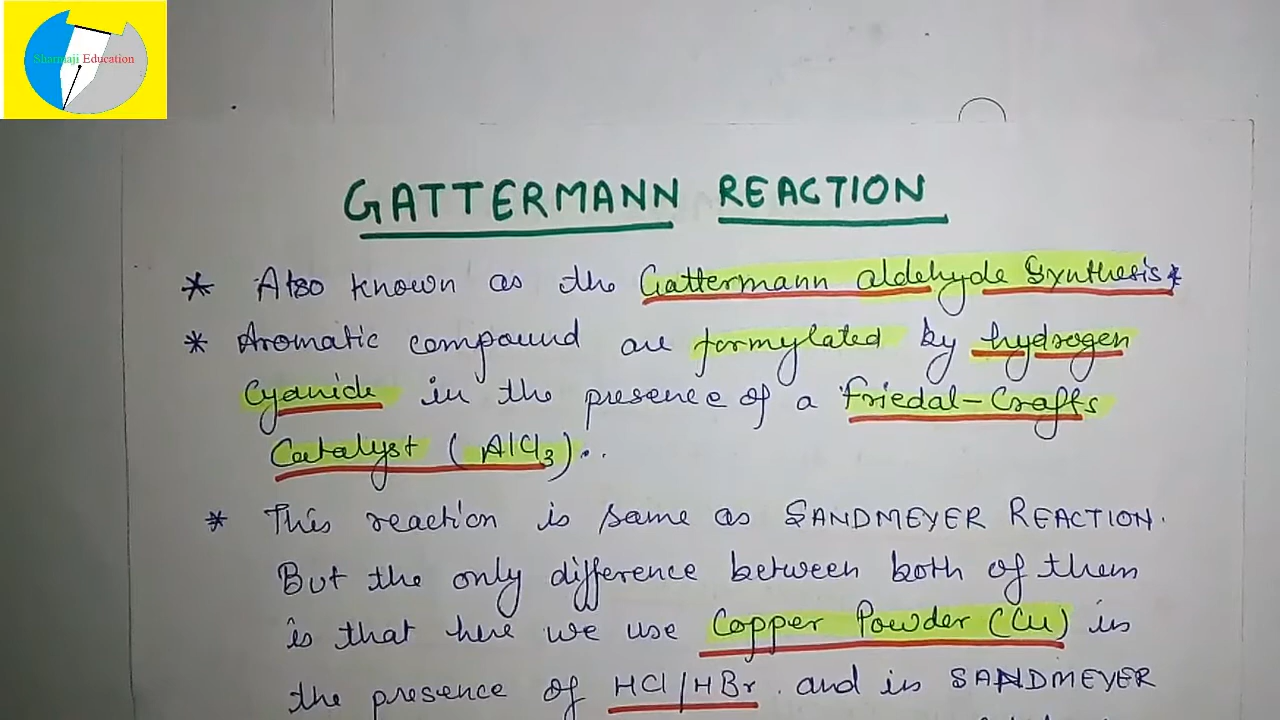 Sharmaji Education
GATTERMANN REACTION
* Also known as the Gattermann aldehyde Synthesis*
* Aromatic compound are formylated by hydrogen
Cyanide in the presence of a Friedal-Crafts
Catalyst (AlCl3)..
* This reaction is same as SANDMEYER REACTION.
But the only difference between both of them
is that here we use Copper Powder (Cu) in
the presence of HCl/HBr. and in SANDMEYER